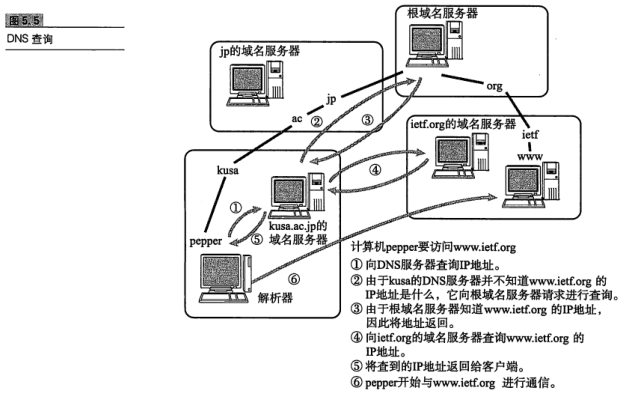 图5.5
DNS 查询
根域名服务器
jp的域名服务器
jp
org
ac
②
③
ietf.org的域名服务器
ietf
www
kusa
④
①
kusa.ac.jp的
域名服务器
pepper
⑤
⑥
解析器
计算机pepper要访问www.ietf.org
① 向DNS服务器查询IP地址。
② 由于kusa的DNS服务器并不知道www.ietf.org 的
IP地址是什么，它向根域名服务器请求进行查询。
③ 由于根域名服务器知道www.ietf.org 的IP地址，
因此将地址返回。
④ 向ietf.org的域名服务器查询www.ietf.org 的
IP地址。
⑤ 将查到的IP地址返回给客户端。
⑥ pepper开始与www.ietf.org 进行通信。